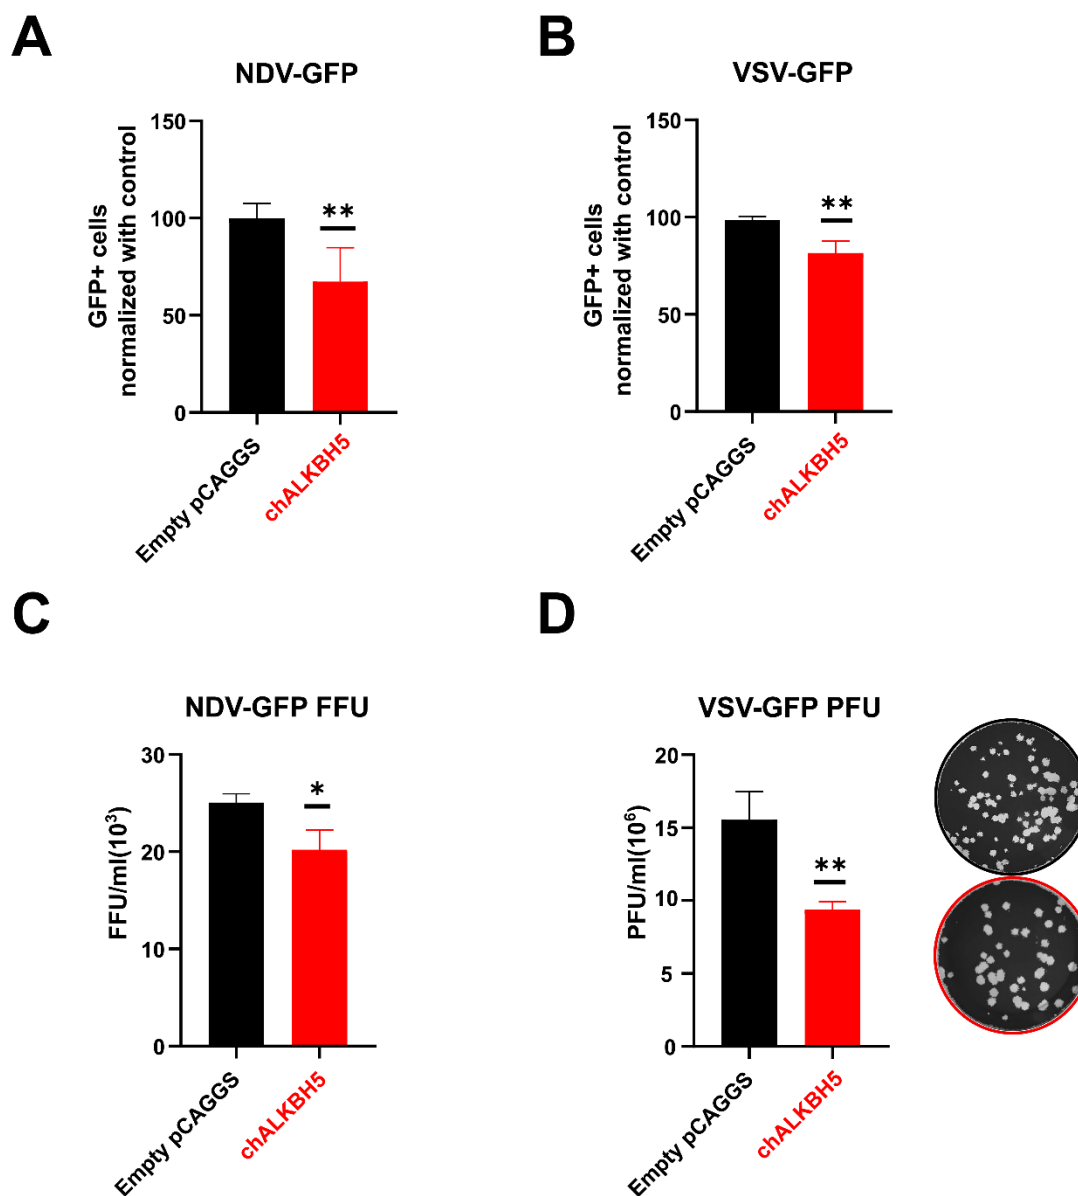 A
NDV-GFP
GFP+ cells
normalized with control
150
100
50
0
**
Empty pCAGGS
chALKBH5
B
VSV-GFP
GFP+ cells
normalized with control
150
100
50
0
**
Empty pCAGGS
chALKBH5
C
NDV-GFP FFU
FFU/ml(10³)
30
20
10
0
*
Empty pCAGGS
chALKBH5
D
VSV-GFP PFU
PFU/ml(10⁶)
20
15
10
5
0
**
Empty pCAGGS
chALKBH5